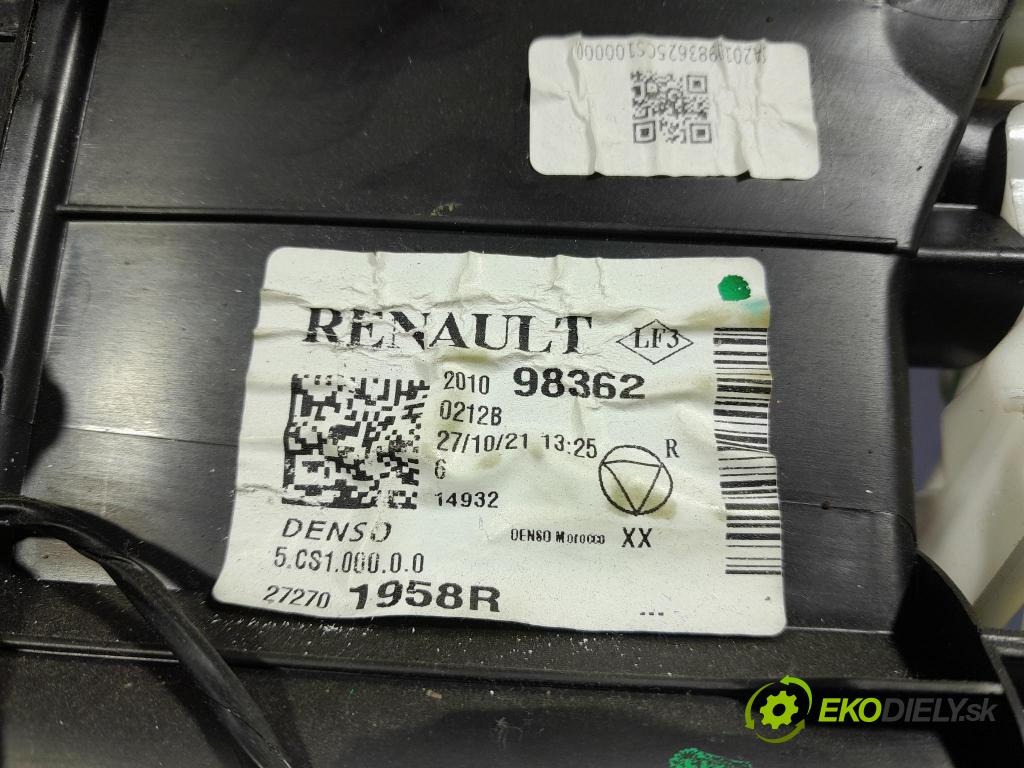 RENAULT
LF3
2010 98362
0212B
27/10/21 13:25
6
R
14932
DENSO
DENSO Morocco XX
5.CS1.000.0.0
27270 1958R
...
EKODIELY.sk